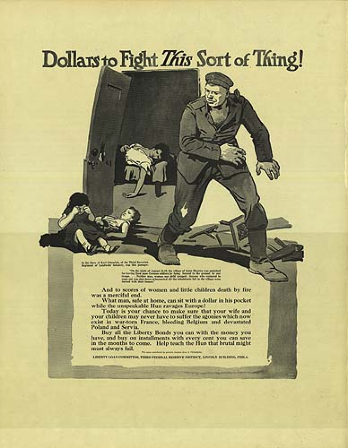 Dollars to Fight This Sort of Thing!
And to scores of women and little children death by fire
was a merciful end.
What man, safe at home, can sit with a dollar in his pocket
while the unspeakable Hun ravages Europe?
Today is your chance to make sure that your wife and
your children may never have to suffer the agonies which now
exist in war-torn France, bleeding Belgium and devastated
Poland and Servia.
Buy all the Liberty Bonds you can with the money you
have, and buy on installments with every cent you can save
in the months to come. Help teach the Hun that brutal might
must always fail.
LIBERTY LOAN COMMITTEE, THIRD FEDERAL RESERVE DISTRICT, LINCOLN BUILDING, PHILA.